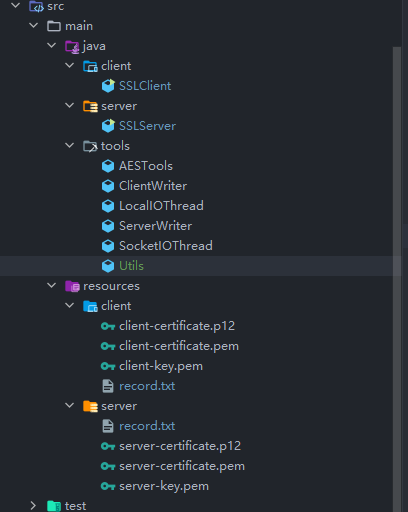 src
main
java
client
SSLClient
server
SSLServer
tools
AESTools
ClientWriter
LocalIOThread
ServerWriter
SocketIOThread
Utils
resources
client
client-certificate.p12
client-certificate.pem
client-key.pem
record.txt
server
record.txt
server-certificate.p12
server-certificate.pem
server-key.pem
test